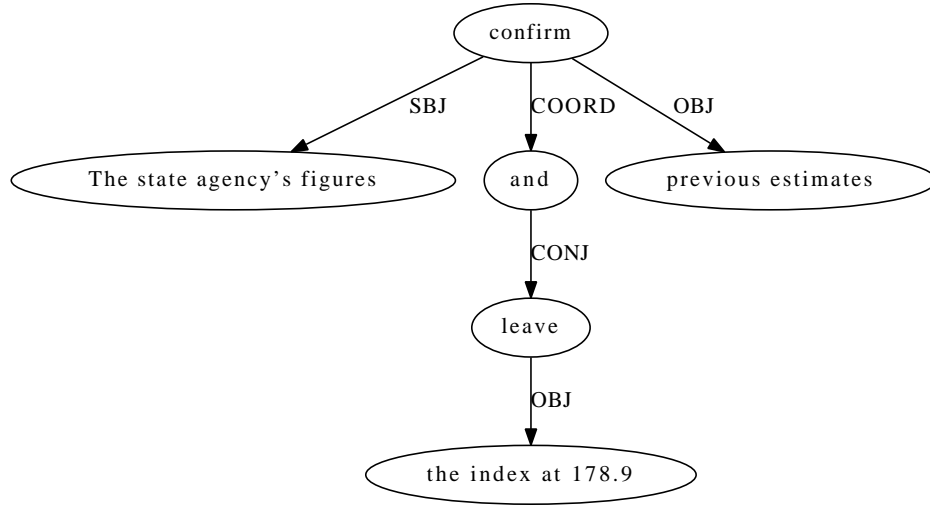 confirm
SBJ
COORD
OBJ
The state agency's figures
and
previous estimates
CONJ
leave
OBJ
the index at 178.9